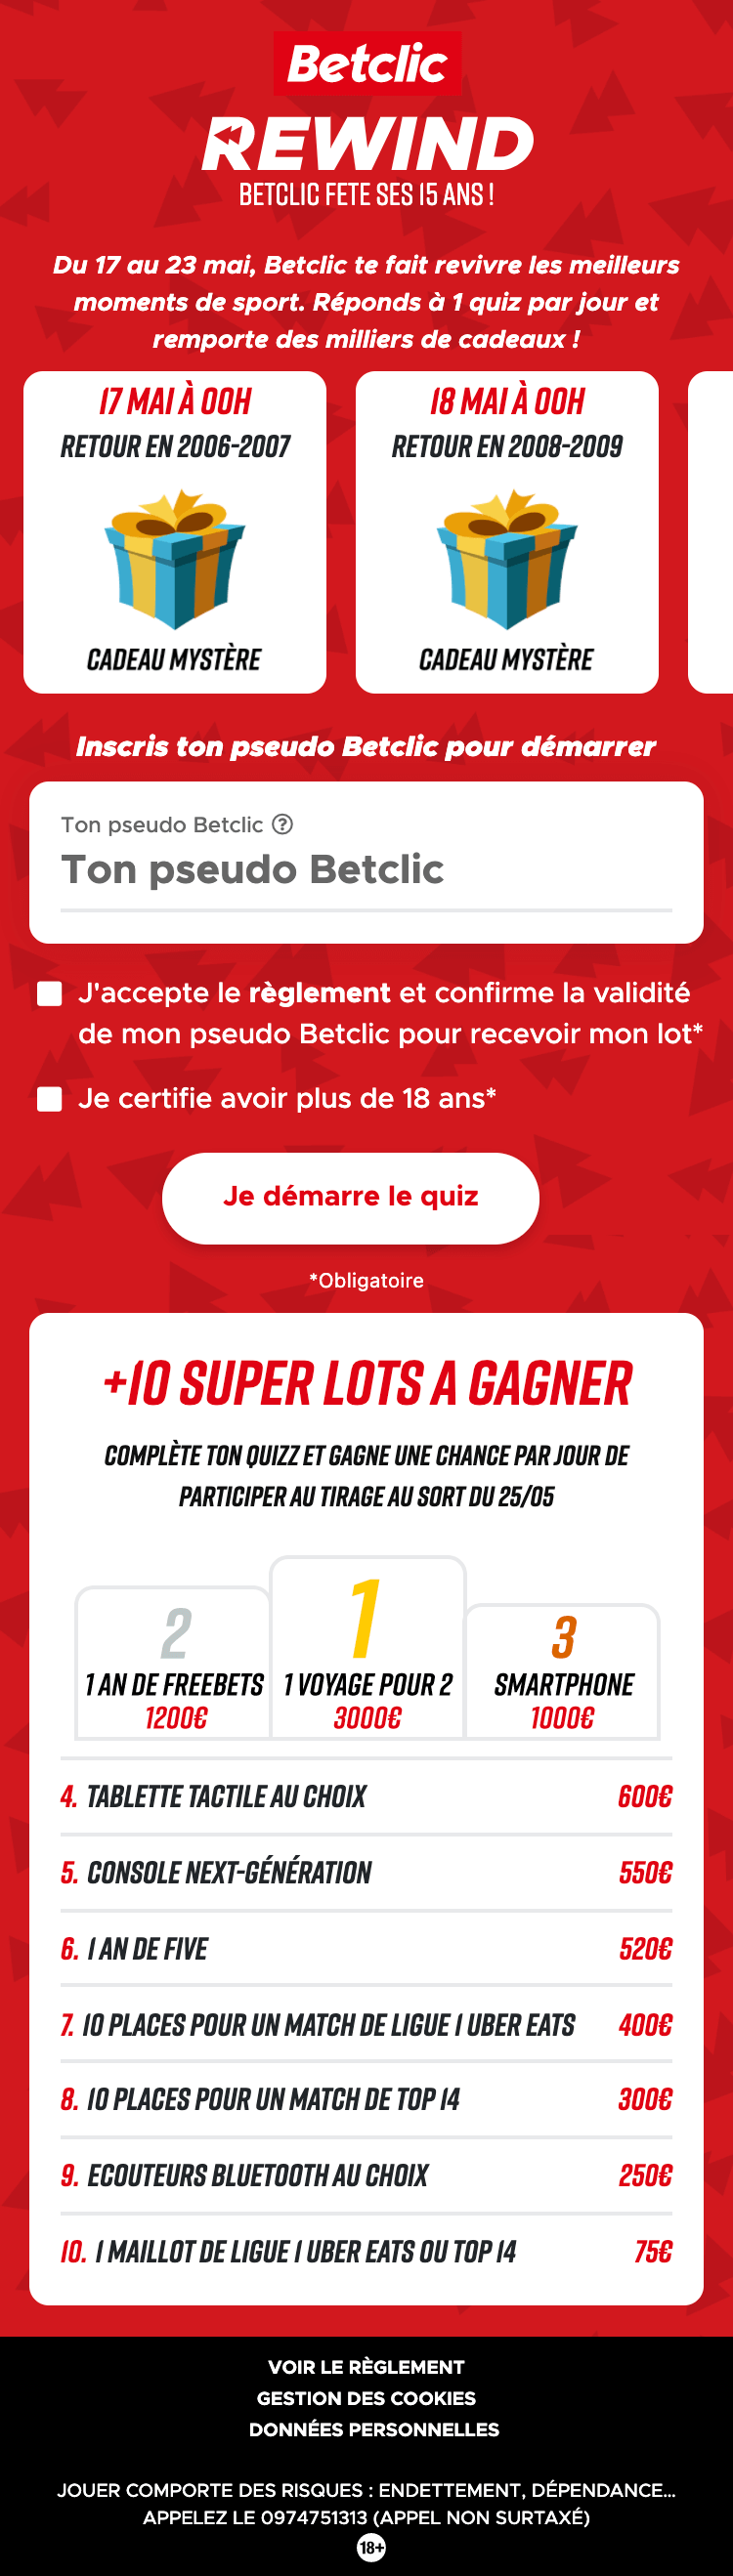 Betclic
REWIND
BETCLIC FETE SES 15 ANS !
Du 17 au 23 mai, Betclic te fait revivre les meilleurs
moments de sport. Réponds à 1 quiz par jour et
remporte des milliers de cadeaux !
17 MAI À 00H
RETOUR EN 2006-2007
CADEAU MYSTÈRE
18 MAI À 00H
RETOUR EN 2008-2009
CADEAU MYSTÈRE
Inscris ton pseudo Betclic pour démarrer
Ton pseudo Betclic ?
Ton pseudo Betclic
J'accepte le règlement et confirme la validité
de mon pseudo Betclic pour recevoir mon lot*
Je certifie avoir plus de 18 ans*
Je démarre le quiz
*Obligatoire
+10 SUPER LOTS A GAGNER
COMPLÈTE TON QUIZZ ET GAGNE UNE CHANCE PAR JOUR DE
PARTICIPER AU TIRAGE AU SORT DU 25/05
2
1 AN DE FREEBETS
1200€
1
1 VOYAGE POUR 2
3000€
3
SMARTPHONE
1000€
4. TABLETTE TACTILE AU CHOIX 600€
5. CONSOLE NEXT-GÉNÉRATION 550€
6. 1 AN DE FIVE 520€
7. 10 PLACES POUR UN MATCH DE LIGUE 1 UBER EATS 400€
8. 10 PLACES POUR UN MATCH DE TOP 14 300€
9. ECOUTEURS BLUETOOTH AU CHOIX 250€
10. 1 MAILLOT DE LIGUE 1 UBER EATS OU TOP 14 75€
VOIR LE RÈGLEMENT
GESTION DES COOKIES
DONNÉES PERSONNELLES
JOUER COMPORTE DES RISQUES : ENDETTEMENT, DÉPENDANCE...
APPELEZ LE 0974751313 (APPEL NON SURTAXÉ)
18+